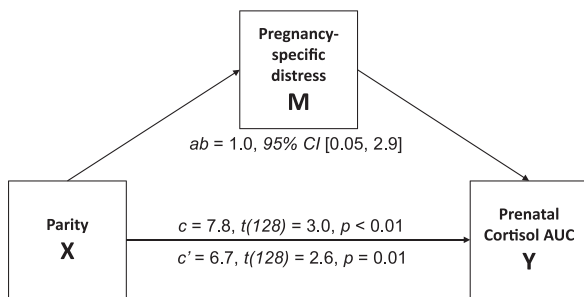 Pregnancy-
specific
distress
M
ab = 1.0, 95% CI [0.05, 2.9]
Parity
X
c = 7.8, t(128) = 3.0, p < 0.01
c' = 6.7, t(128) = 2.6, p = 0.01
Prenatal
Cortisol AUC
Y